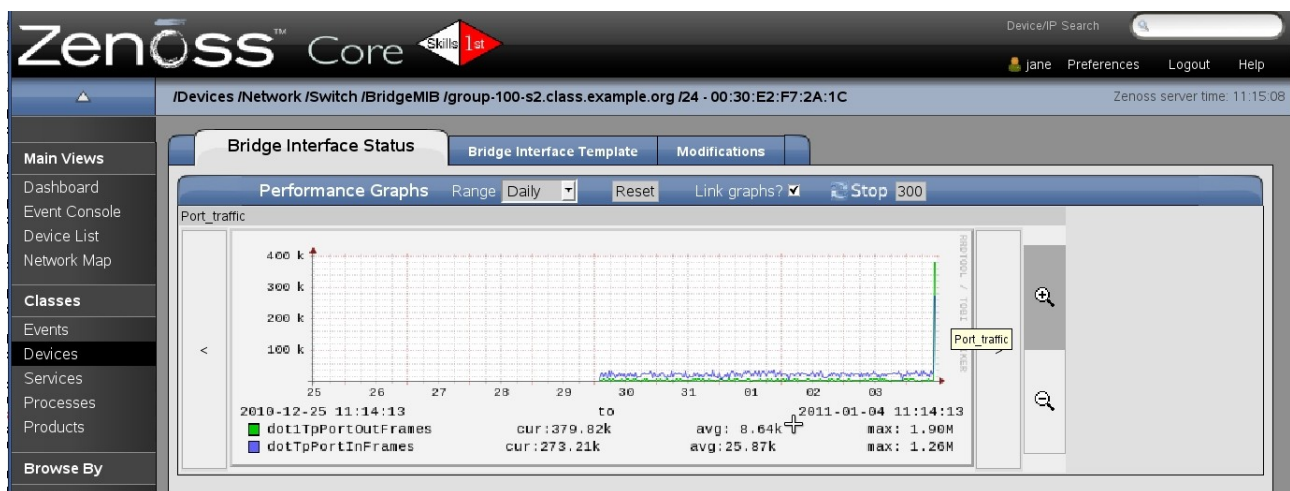 Zenoss™ Core Skills 1st
Device/IP Search
jane Preferences Logout Help
/Devices /Network /Switch /BridgeMIB /group-100-s2.class.example.org /24 - 00:30:E2:F7:2A:1C
Zenoss server time: 11:15:08
Main Views
Dashboard
Event Console
Device List
Network Map
Classes
Events
Devices
Services
Processes
Products
Browse By
Bridge Interface Status Bridge Interface Template Modifications
Performance Graphs Range Daily Reset Link graphs? Stop 300
Port_traffic
<
400 k
300 k
200 k
100 k
25 26 27 28 29 30 31 01 02 03
2010-12-25 11:14:13 to 2011-01-04 11:14:13
dot1TpPortOutFrames cur:379.82k avg: 8.64k max: 1.90M
dotTpPortInFrames cur:273.21k avg:25.87k max: 1.26M
RRDTOOL / TOBI
Port_traffic
>